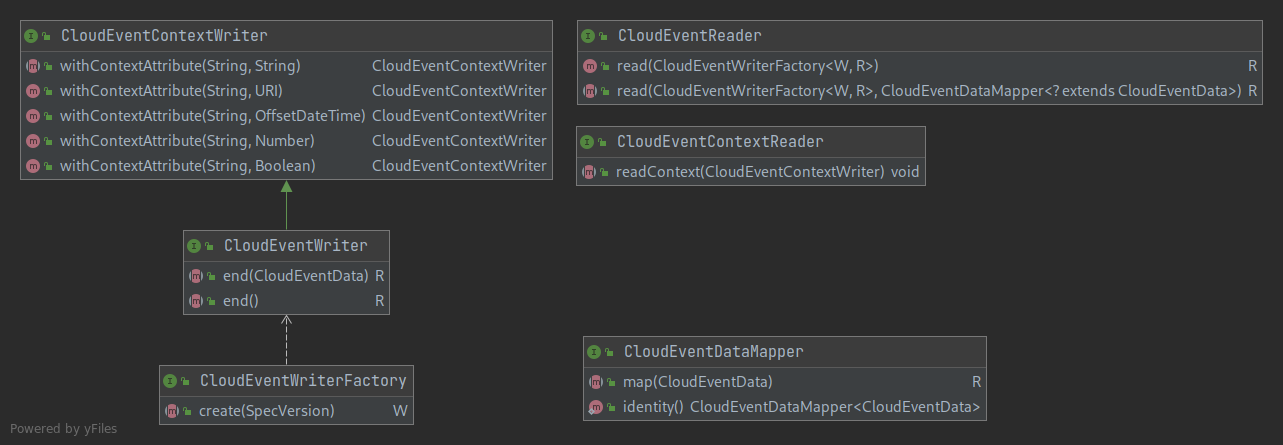 CloudEventContextWriter
withContextAttribute(String, String) CloudEventContextWriter
withContextAttribute(String, URI) CloudEventContextWriter
withContextAttribute(String, OffsetDateTime) CloudEventContextWriter
withContextAttribute(String, Number) CloudEventContextWriter
withContextAttribute(String, Boolean) CloudEventContextWriter
CloudEventReader
read(CloudEventWriterFactory<W, R>) R
read(CloudEventWriterFactory<W, R>, CloudEventDataMapper<? extends CloudEventData>) R
CloudEventContextReader
readContext(CloudEventContextWriter) void
CloudEventWriter
end(CloudEventData) R
end() R
CloudEventWriterFactory
create(SpecVersion) W
CloudEventDataMapper
map(CloudEventData) R
identity() CloudEventDataMapper<CloudEventData>
Powered by yFiles